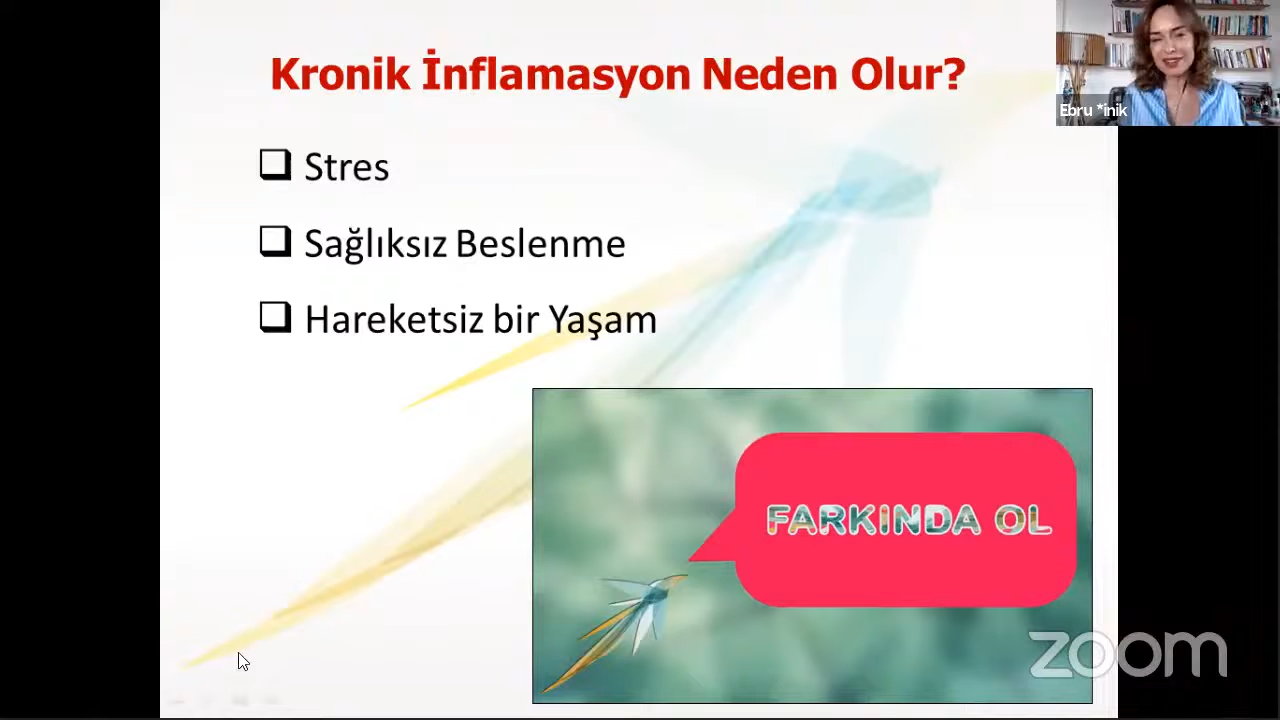 Kronik İnflamasyon Neden Olur?
Ebru *inik
Stres
Sağlıksız Beslenme
Hareketsiz bir Yaşam
FARKINDA OL
zoom